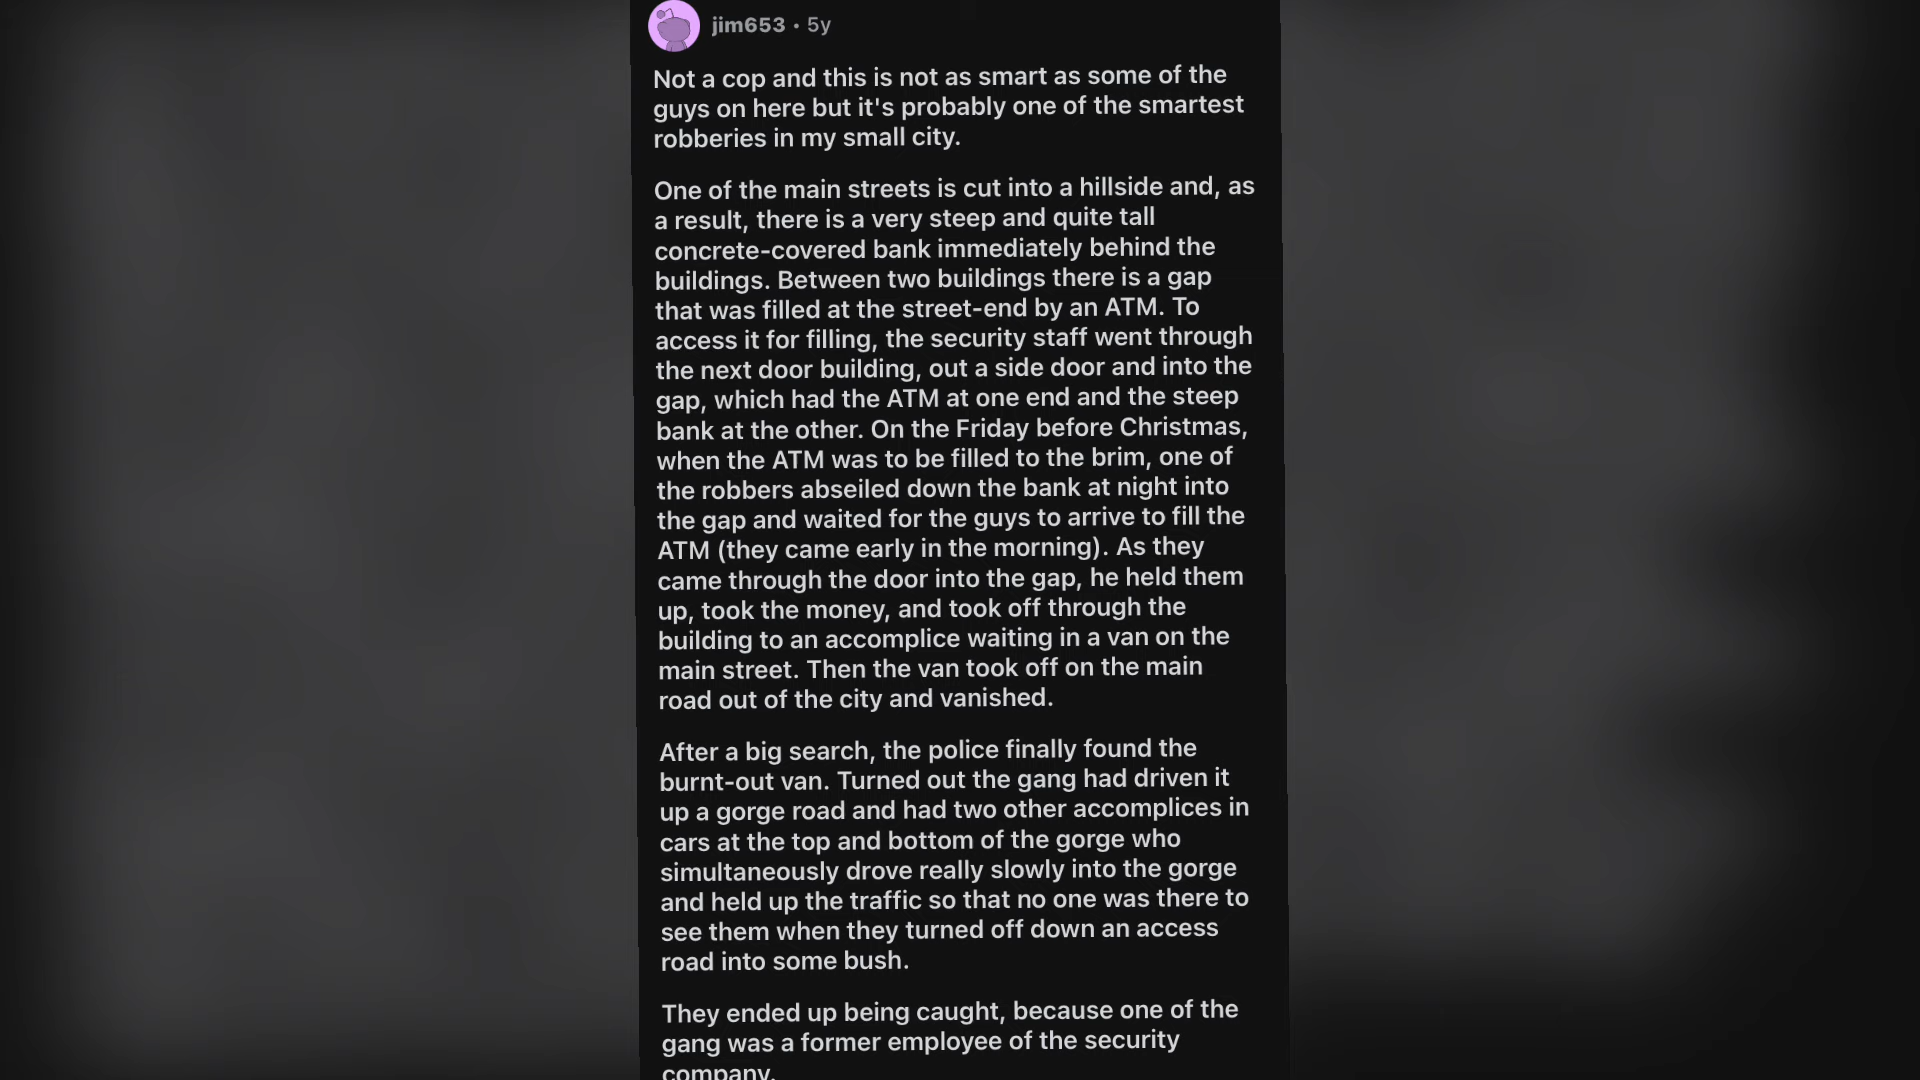 jim653 • 5y
Not a cop and this is not as smart as some of the
guys on here but it's probably one of the smartest
robberies in my small city.
One of the main streets is cut into a hillside and, as
a result, there is a very steep and quite tall
concrete-covered bank immediately behind the
buildings. Between two buildings there is a gap
that was filled at the street-end by an ATM. To
access it for filling, the security staff went through
the next door building, out a side door and into the
gap, which had the ATM at one end and the steep
bank at the other. On the Friday before Christmas,
when the ATM was to be filled to the brim, one of
the robbers abseiled down the bank at night into
the gap and waited for the guys to arrive to fill the
ATM (they came early in the morning). As they
came through the door into the gap, he held them
up, took the money, and took off through the
building to an accomplice waiting in a van on the
main street. Then the van took off on the main
road out of the city and vanished.
After a big search, the police finally found the
burnt-out van. Turned out the gang had driven it
up a gorge road and had two other accomplices in
cars at the top and bottom of the gorge who
simultaneously drove really slowly into the gorge
and held up the traffic so that no one was there to
see them when they turned off down an access
road into some bush.
They ended up being caught, because one of the
gang was a former employee of the security
company.